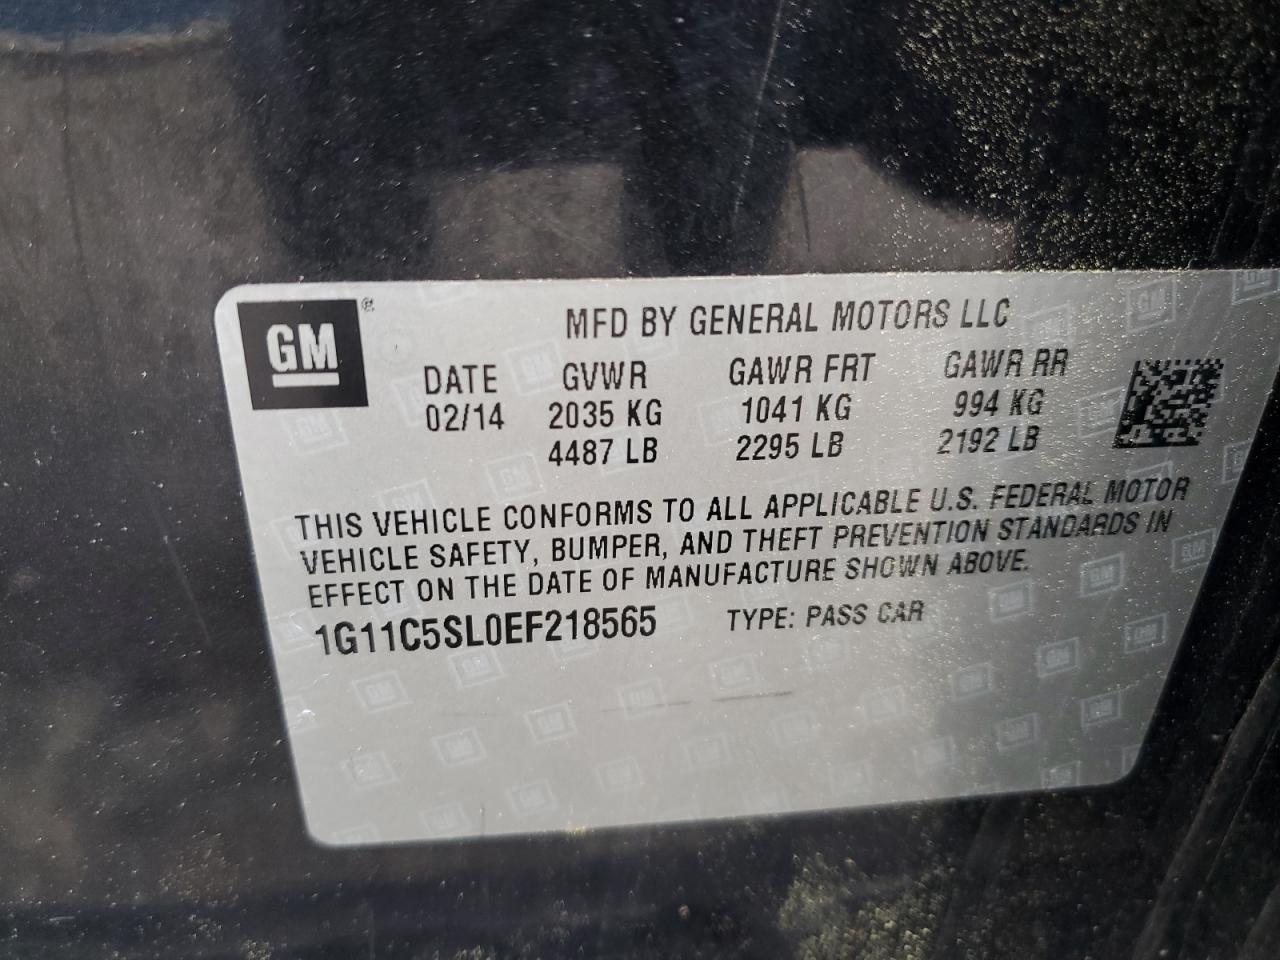 GM ®
MFD BY GENERAL MOTORS LLC
DATE GVWR GAWR FRT GAWR RR
02/14 2035 KG 1041 KG 994 KG
4487 LB 2295 LB 2192 LB
THIS VEHICLE CONFORMS TO ALL APPLICABLE U.S. FEDERAL MOTOR
VEHICLE SAFETY, BUMPER, AND THEFT PREVENTION STANDARDS IN
EFFECT ON THE DATE OF MANUFACTURE SHOWN ABOVE.
1G11C5SL0EF218565 TYPE: PASS CAR